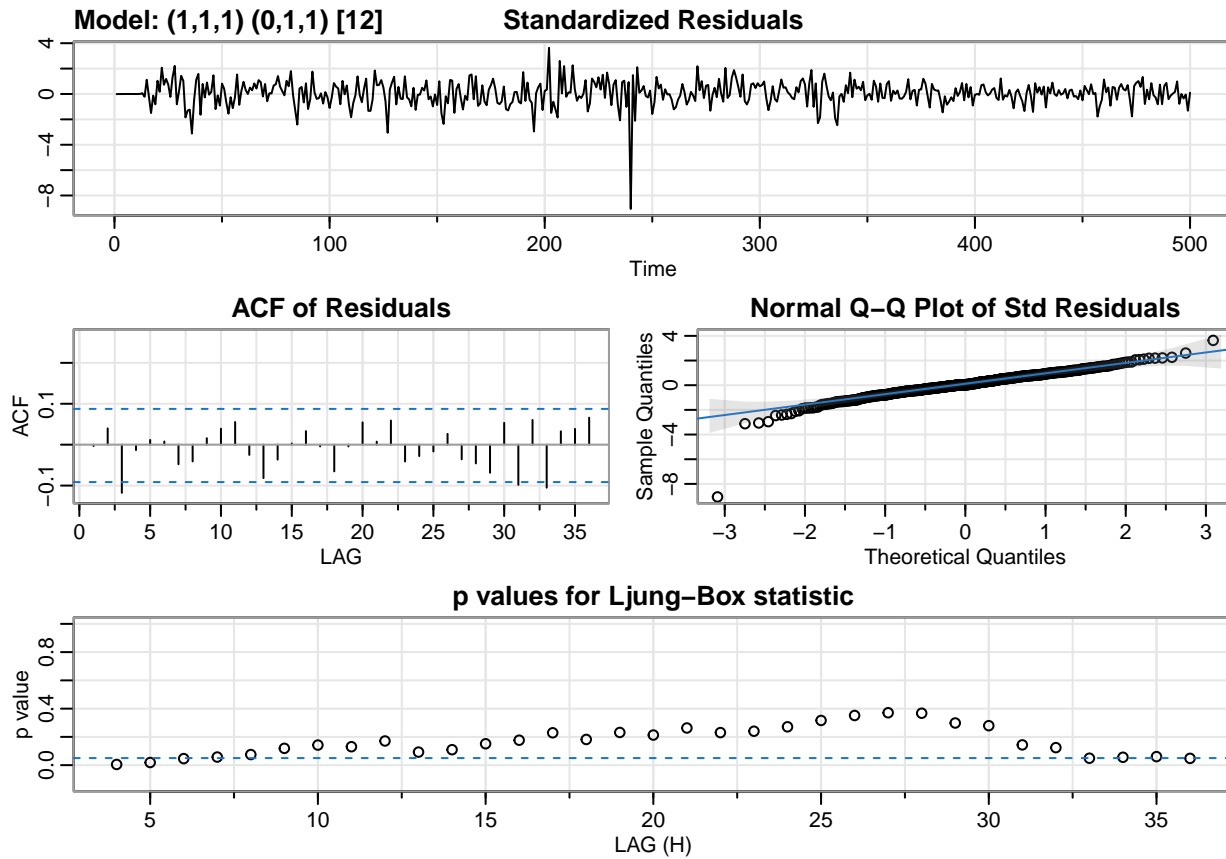 Model: (1,1,1) (0,1,1) [12] Standardized Residuals
4
0
−4
−8
0 100 200 300 400 500
Time
ACF of Residuals
ACF
0.1
−0.1
0 5 10 15 20 25 30 35
LAG
Normal Q−Q Plot of Std Residuals
Sample Quantiles
4
0
−4
−8
−3 −2 −1 0 1 2 3
Theoretical Quantiles
p values for Ljung−Box statistic
p value
0.8
0.4
0.0
5 10 15 20 25 30 35
LAG (H)